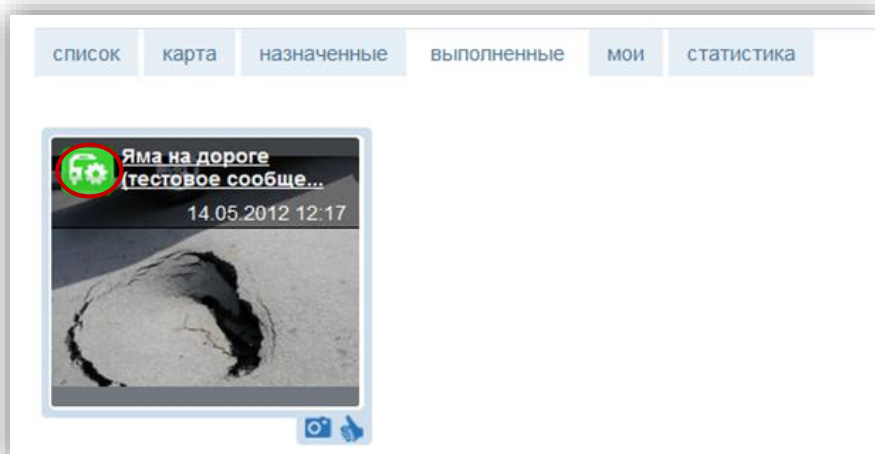 список карта назначенные выполненные мои статистика
Яма на дороге
(тестовое сообще...
14.05.2012 12:17